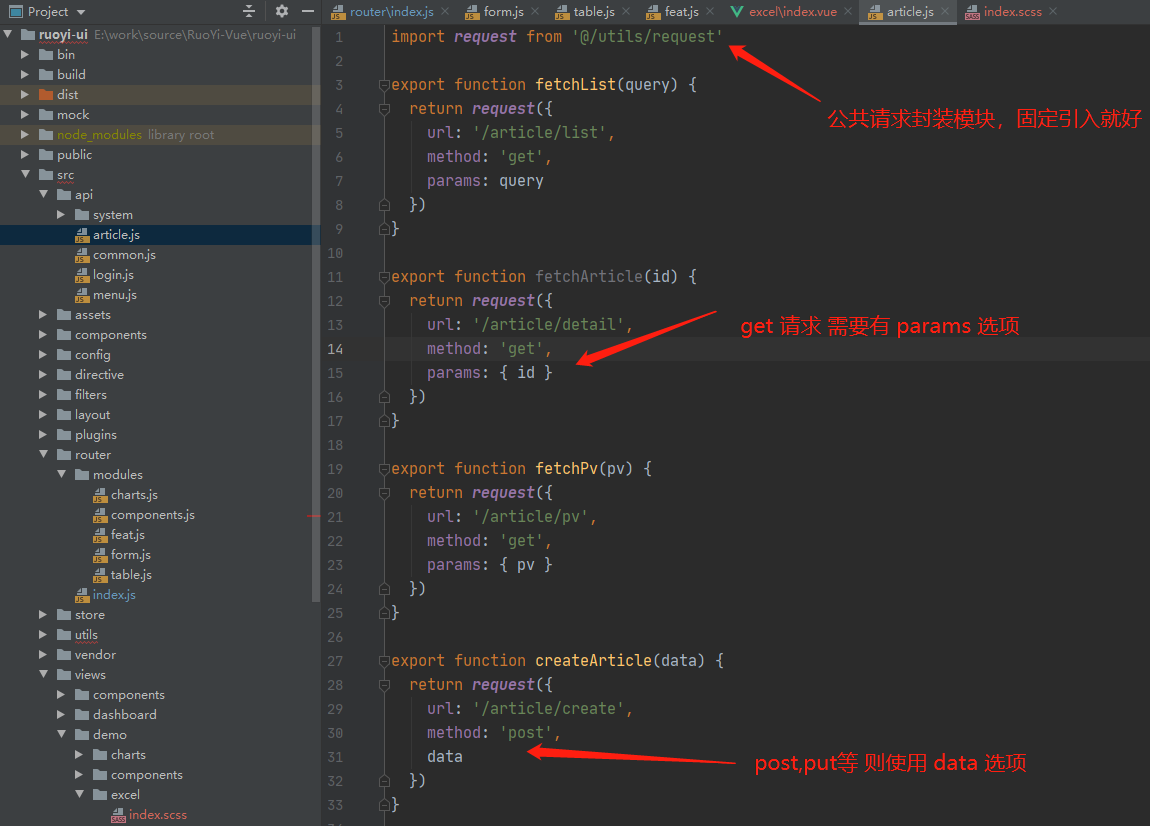 Project
ruoyi-ui E:\work\source\RuoYi-Vue\ruoyi-ui
bin
build
dist
mock
node_modules library root
public
src
api
system
article.js
common.js
login.js
menu.js
assets
components
config
directive
filters
layout
plugins
router
modules
charts.js
components.js
feat.js
form.js
table.js
index.js
store
utils
vendor
views
components
dashboard
demo
charts
components
excel
index.scss
router\index.js form.js table.js feat.js excel\index.vue article.js index.scss
1 import request from '@/utils/request'
2
3 export function fetchList(query) {
4 return request({
5 url: '/article/list',
6 method: 'get',
7 params: query
8 })
9 }
10
11 export function fetchArticle(id) {
12 return request({
13 url: '/article/detail',
14 method: 'get',
15 params: { id }
16 })
17 }
18
19 export function fetchPv(pv) {
20 return request({
21 url: '/article/pv',
22 method: 'get',
23 params: { pv }
24 })
25 }
26
27 export function createArticle(data) {
28 return request({
29 url: '/article/create',
30 method: 'post',
31 data
32 })
33 }
公共请求封装模块，固定引入就好
get 请求 需要有 params 选项
post,put等 则使用 data 选项